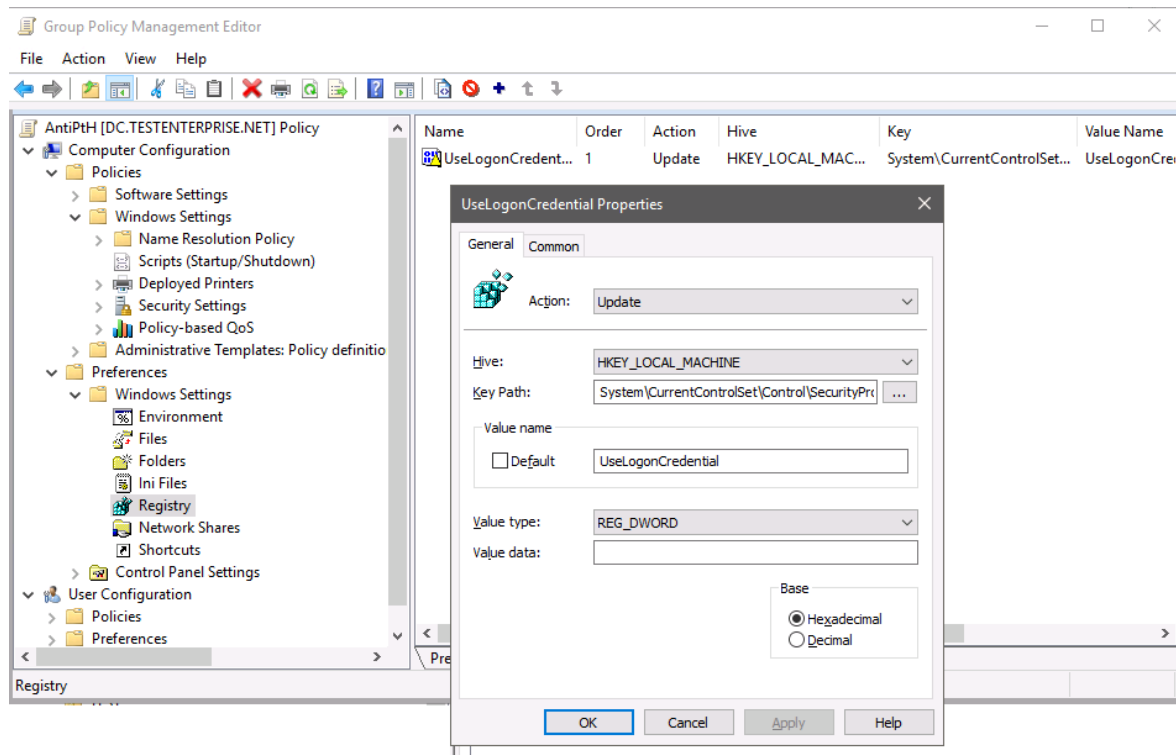 Group Policy Management Editor
File Action View Help
AntiPtH [DC.TESTENTERPRISE.NET] Policy
Computer Configuration
Policies
Software Settings
Windows Settings
Name Resolution Policy
Scripts (Startup/Shutdown)
Deployed Printers
Security Settings
Policy-based QoS
Administrative Templates: Policy definitio
Preferences
Windows Settings
Environment
Files
Folders
Ini Files
Registry
Network Shares
Shortcuts
Control Panel Settings
User Configuration
Policies
Preferences
Registry
Name Order Action Hive Key Value Name
UseLogonCredent... 1 Update HKEY_LOCAL_MAC... System\CurrentControlSet... UseLogonCre
UseLogonCredential Properties
General Common
Action: Update
Hive: HKEY_LOCAL_MACHINE
Key Path: System\CurrentControlSet\Control\SecurityPro ...
Value name
Default UseLogonCredential
Value type: REG_DWORD
Value data:
Base
Hexadecimal
Decimal
Pre
OK Cancel Apply Help